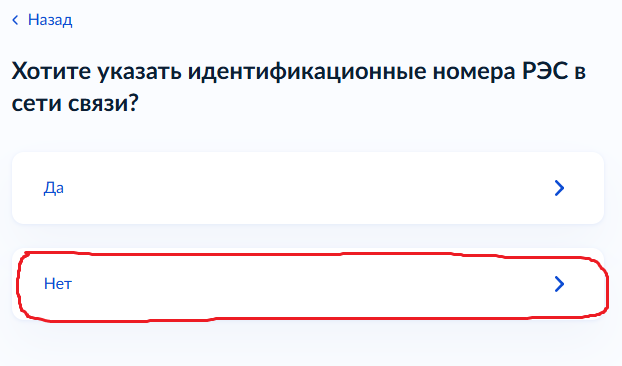 Назад
Хотите указать идентификационные номера РЭС в
сети связи?
Да
Нет